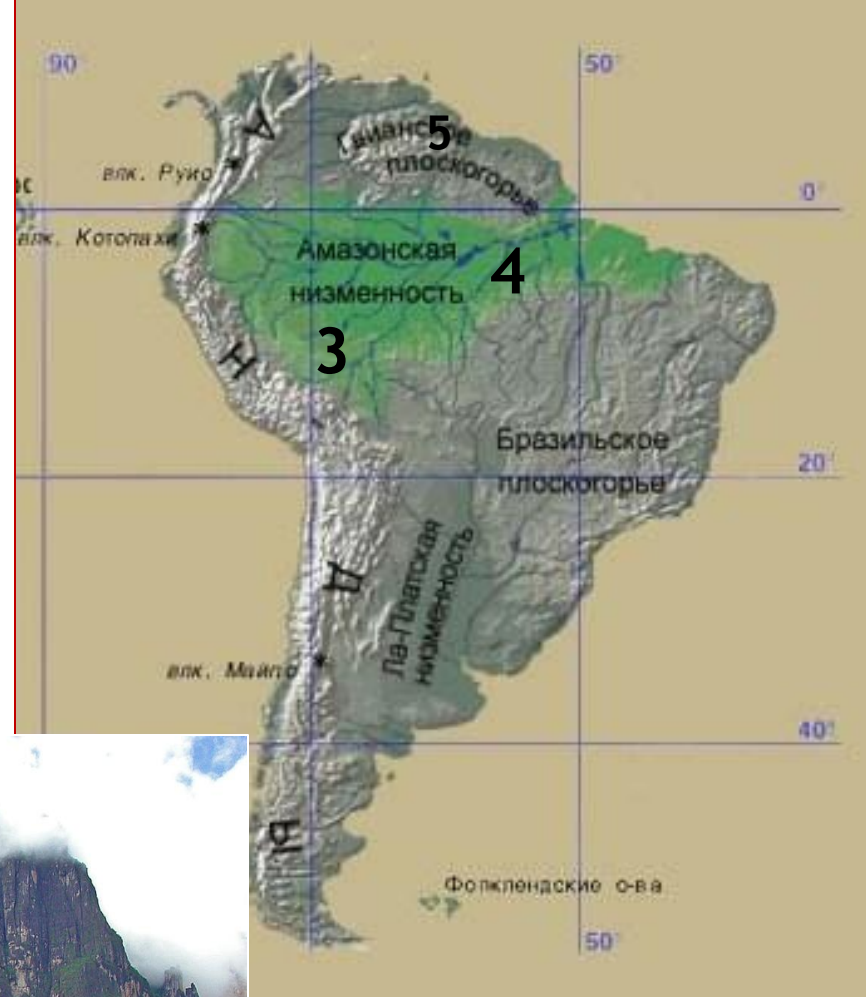 90°
50°
А
5
Гвианское
плоскогорье
влк. Руио
0°
влк. Котопахи
Амазонская
4
низменность
3
Н
Бразильское
20°
плоскогорье
Д
Ла-Платская
низменность
влк. Майпо
40°
Ы
Фолклендские о-ва
50°